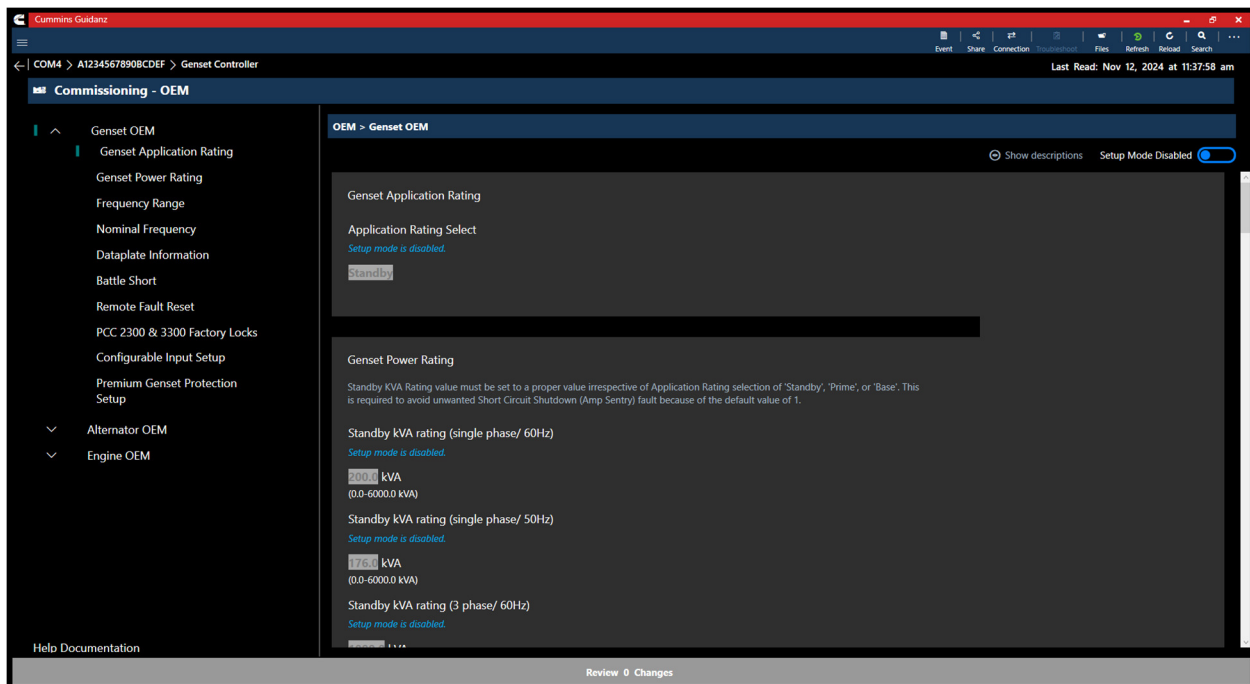 Cummins Guidanz
Event Share Connection Troubleshoot Files Refresh Reload Search
COM4 > A1234567890BCDEF > Genset Controller
Last Read: Nov 12, 2024 at 11:37:58 am
Commissioning - OEM
Genset OEM
Genset Application Rating
Genset Power Rating
Frequency Range
Nominal Frequency
Dataplate Information
Battle Short
Remote Fault Reset
PCC 2300 & 3300 Factory Locks
Configurable Input Setup
Premium Genset Protection
Setup
Alternator OEM
Engine OEM
Help Documentation
OEM > Genset OEM
Show descriptions Setup Mode Disabled
Genset Application Rating
Application Rating Select
Setup mode is disabled.
Standby
Genset Power Rating
Standby KVA Rating value must be set to a proper value irrespective of Application Rating selection of 'Standby', 'Prime', or 'Base'. This
is required to avoid unwanted Short Circuit Shutdown (Amp Sentry) fault because of the default value of 1.
Standby kVA rating (single phase/ 60Hz)
Setup mode is disabled.
200.0 kVA
(0.0-6000.0 kVA)
Standby kVA rating (single phase/ 50Hz)
Setup mode is disabled.
176.0 kVA
(0.0-6000.0 kVA)
Standby kVA rating (3 phase/ 60Hz)
Setup mode is disabled.
Review 0 Changes